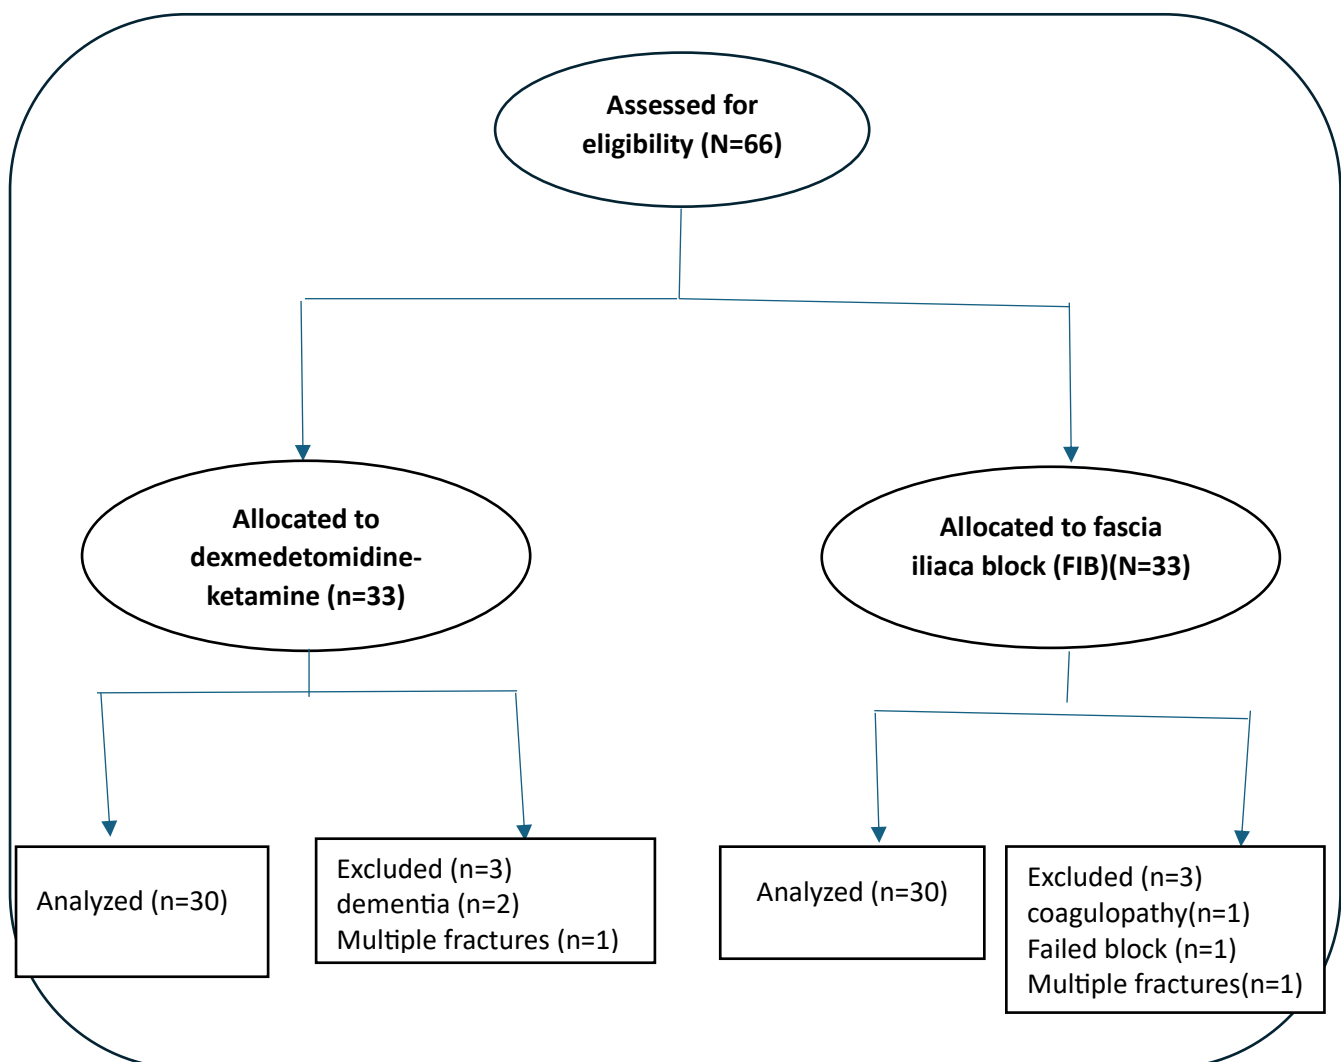 Assessed for
eligibility (N=66)
Allocated to
dexmedetomidine-
ketamine (n=33)
Allocated to fascia
iliaca block (FIB)(N=33)
Analyzed (n=30)
Excluded (n=3)
dementia (n=2)
Multiple fractures (n=1)
Analyzed (n=30)
Excluded (n=3)
coagulopathy(n=1)
Failed block (n=1)
Multiple fractures(n=1)